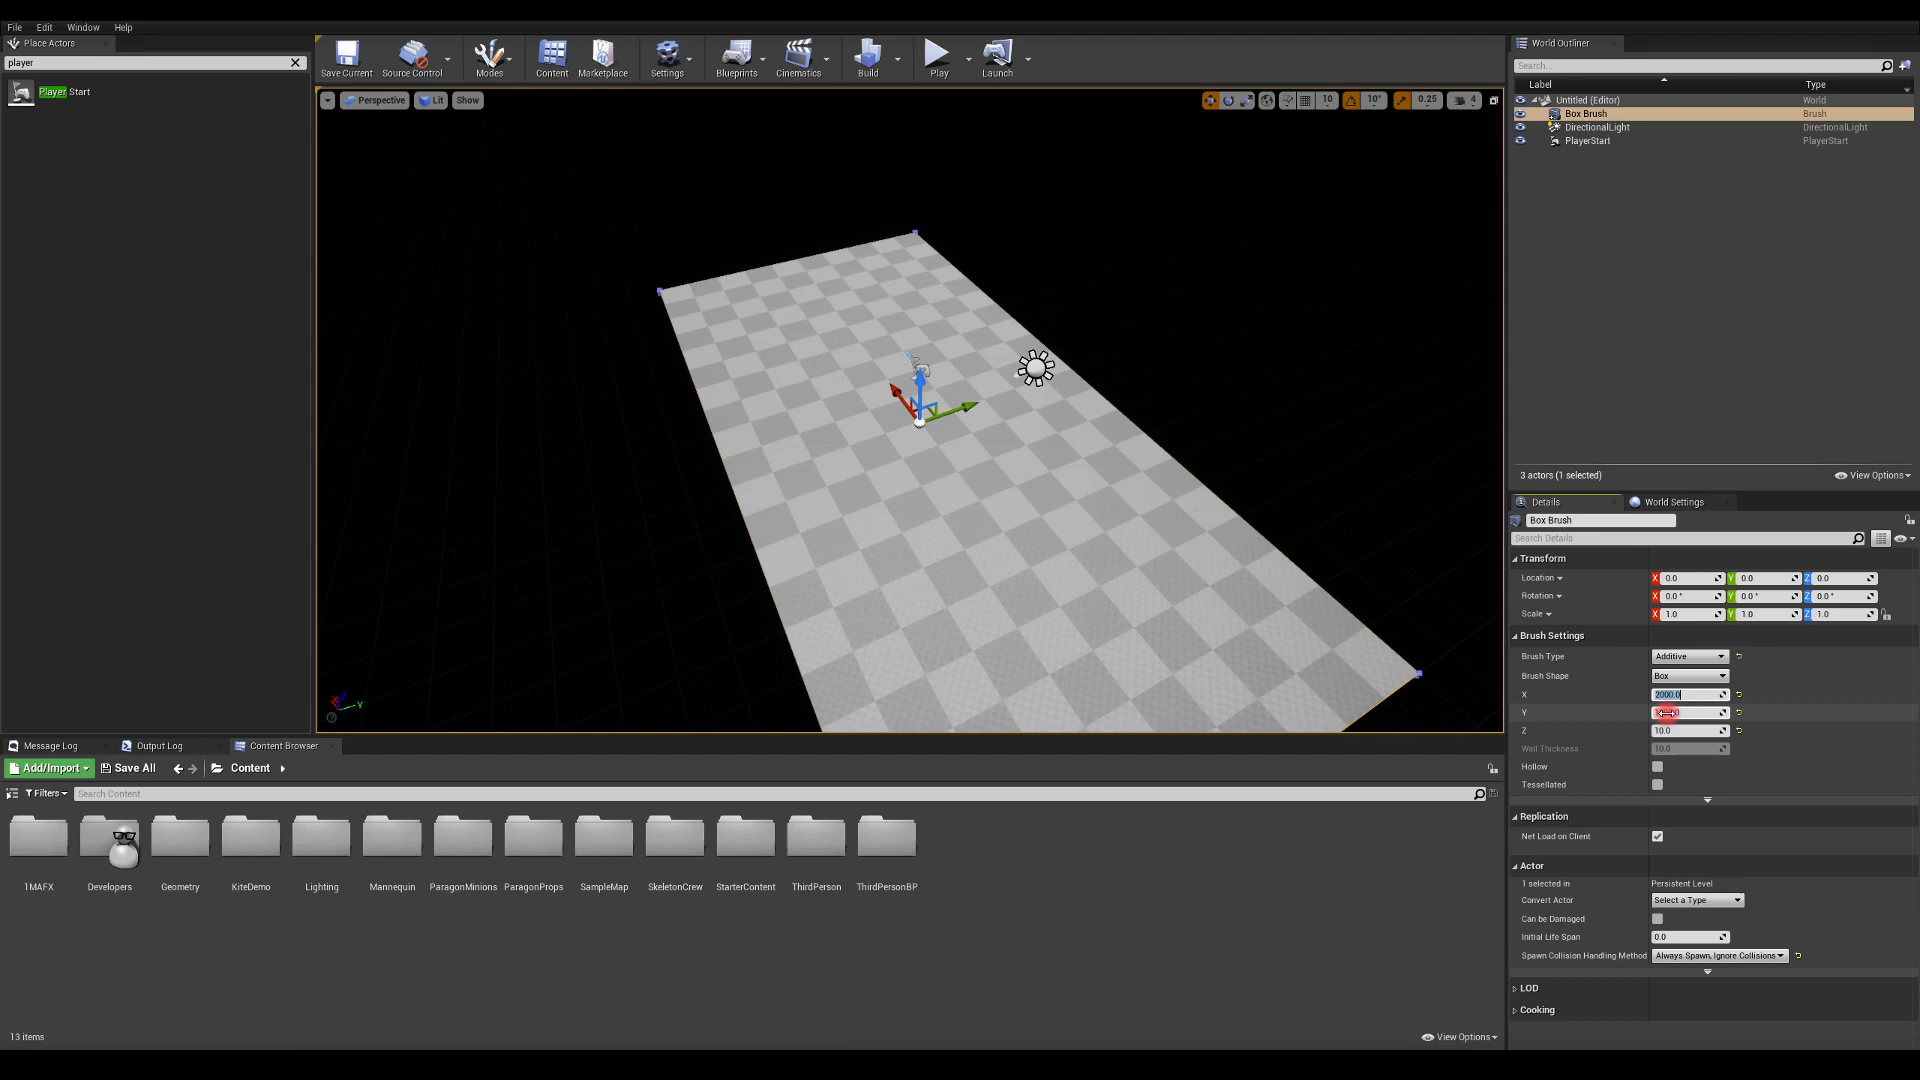 File Edit Window Help
Place Actors
player
Player Start
Save Current
Source Control
Modes
Content
Marketplace
Settings
Blueprints
Cinematics
Build
Play
Launch
Perspective
Lit
Show
10
10°
0.25
4
Y
World Outliner
Search...
Label Type
Untitled (Editor) World
Box Brush Brush
DirectionalLight DirectionalLight
PlayerStart PlayerStart
3 actors (1 selected)
View Options
Details
World Settings
Box Brush
Search Details
Transform
Location X 0.0 Y 0.0 Z 0.0
Rotation X 0.0 ° Y 0.0 ° Z 0.0 °
Scale X 1.0 Y 1.0 Z 1.0
Brush Settings
Brush Type Additive
Brush Shape Box
X 2000.0
Y
Z 10.0
Wall Thickness 10.0
Hollow
Tessellated
Replication
Net Load on Client
Actor
1 selected in Persistent Level
Convert Actor Select a Type
Can be Damaged
Initial Life Span 0.0
Spawn Collision Handling Method Always Spawn, Ignore Collisions
LOD
Cooking
Message Log
Output Log
Content Browser
Add/Import
Save All
Content
Filters
Search Content
1MAFX
Developers
Geometry
KiteDemo
Lighting
Mannequin
ParagonMinions
ParagonProps
SampleMap
SkeletonCrew
StarterContent
ThirdPerson
ThirdPersonBP
13 items
View Options